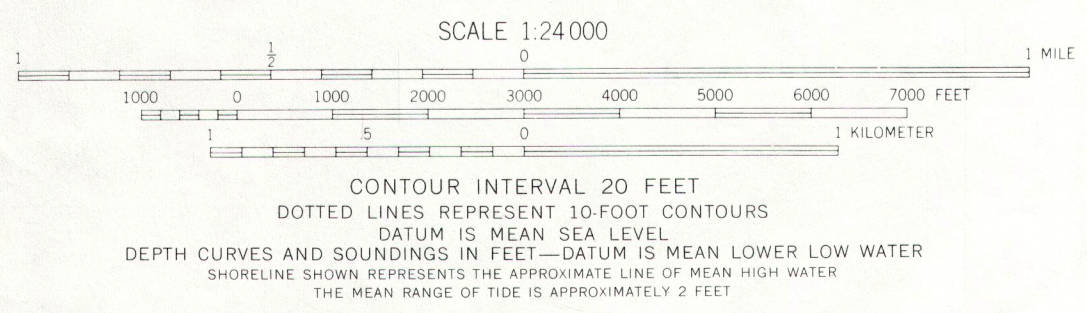 SCALE 1:24 000
1 ½ 0 1 MILE
1000 0 1000 2000 3000 4000 5000 6000 7000 FEET
1 .5 0 1 KILOMETER
CONTOUR INTERVAL 20 FEET
DOTTED LINES REPRESENT 10-FOOT CONTOURS
DATUM IS MEAN SEA LEVEL
DEPTH CURVES AND SOUNDINGS IN FEET—DATUM IS MEAN LOWER LOW WATER
SHORELINE SHOWN REPRESENTS THE APPROXIMATE LINE OF MEAN HIGH WATER
THE MEAN RANGE OF TIDE IS APPROXIMATELY 2 FEET